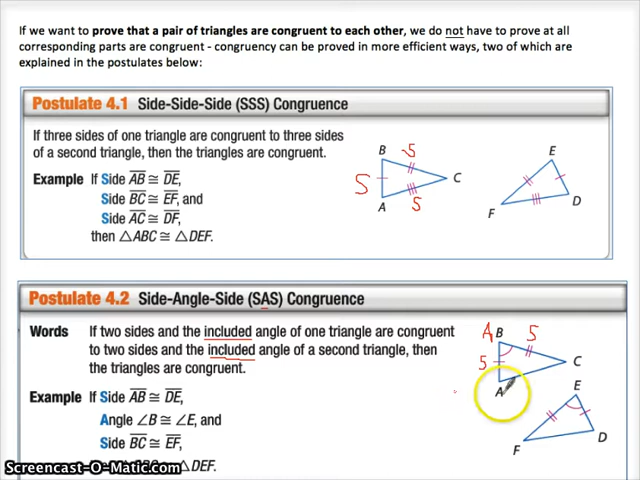 If we want to prove that a pair of triangles are congruent to each other, we do not have to prove at all
corresponding parts are congruent - congruency can be proved in more efficient ways, two of which are
explained in the postulates below:
Postulate 4.1 Side-Side-Side (SSS) Congruence
If three sides of one triangle are congruent to three sides
of a second triangle, then the triangles are congruent.
Example If Side AB ≅ DE,
Side BC ≅ EF, and
Side AC ≅ DF,
then △ABC ≅ △DEF.
B S C
S
A S
E
D
F
Postulate 4.2 Side-Angle-Side (SAS) Congruence
Words If two sides and the included angle of one triangle are congruent
to two sides and the included angle of a second triangle, then
the triangles are congruent.
Example If Side AB ≅ DE,
Angle ∠B ≅ ∠E, and
Side BC ≅ EF,
△DEF.
A B S
S C
A
E
D
F
Screencast-O-Matic.com